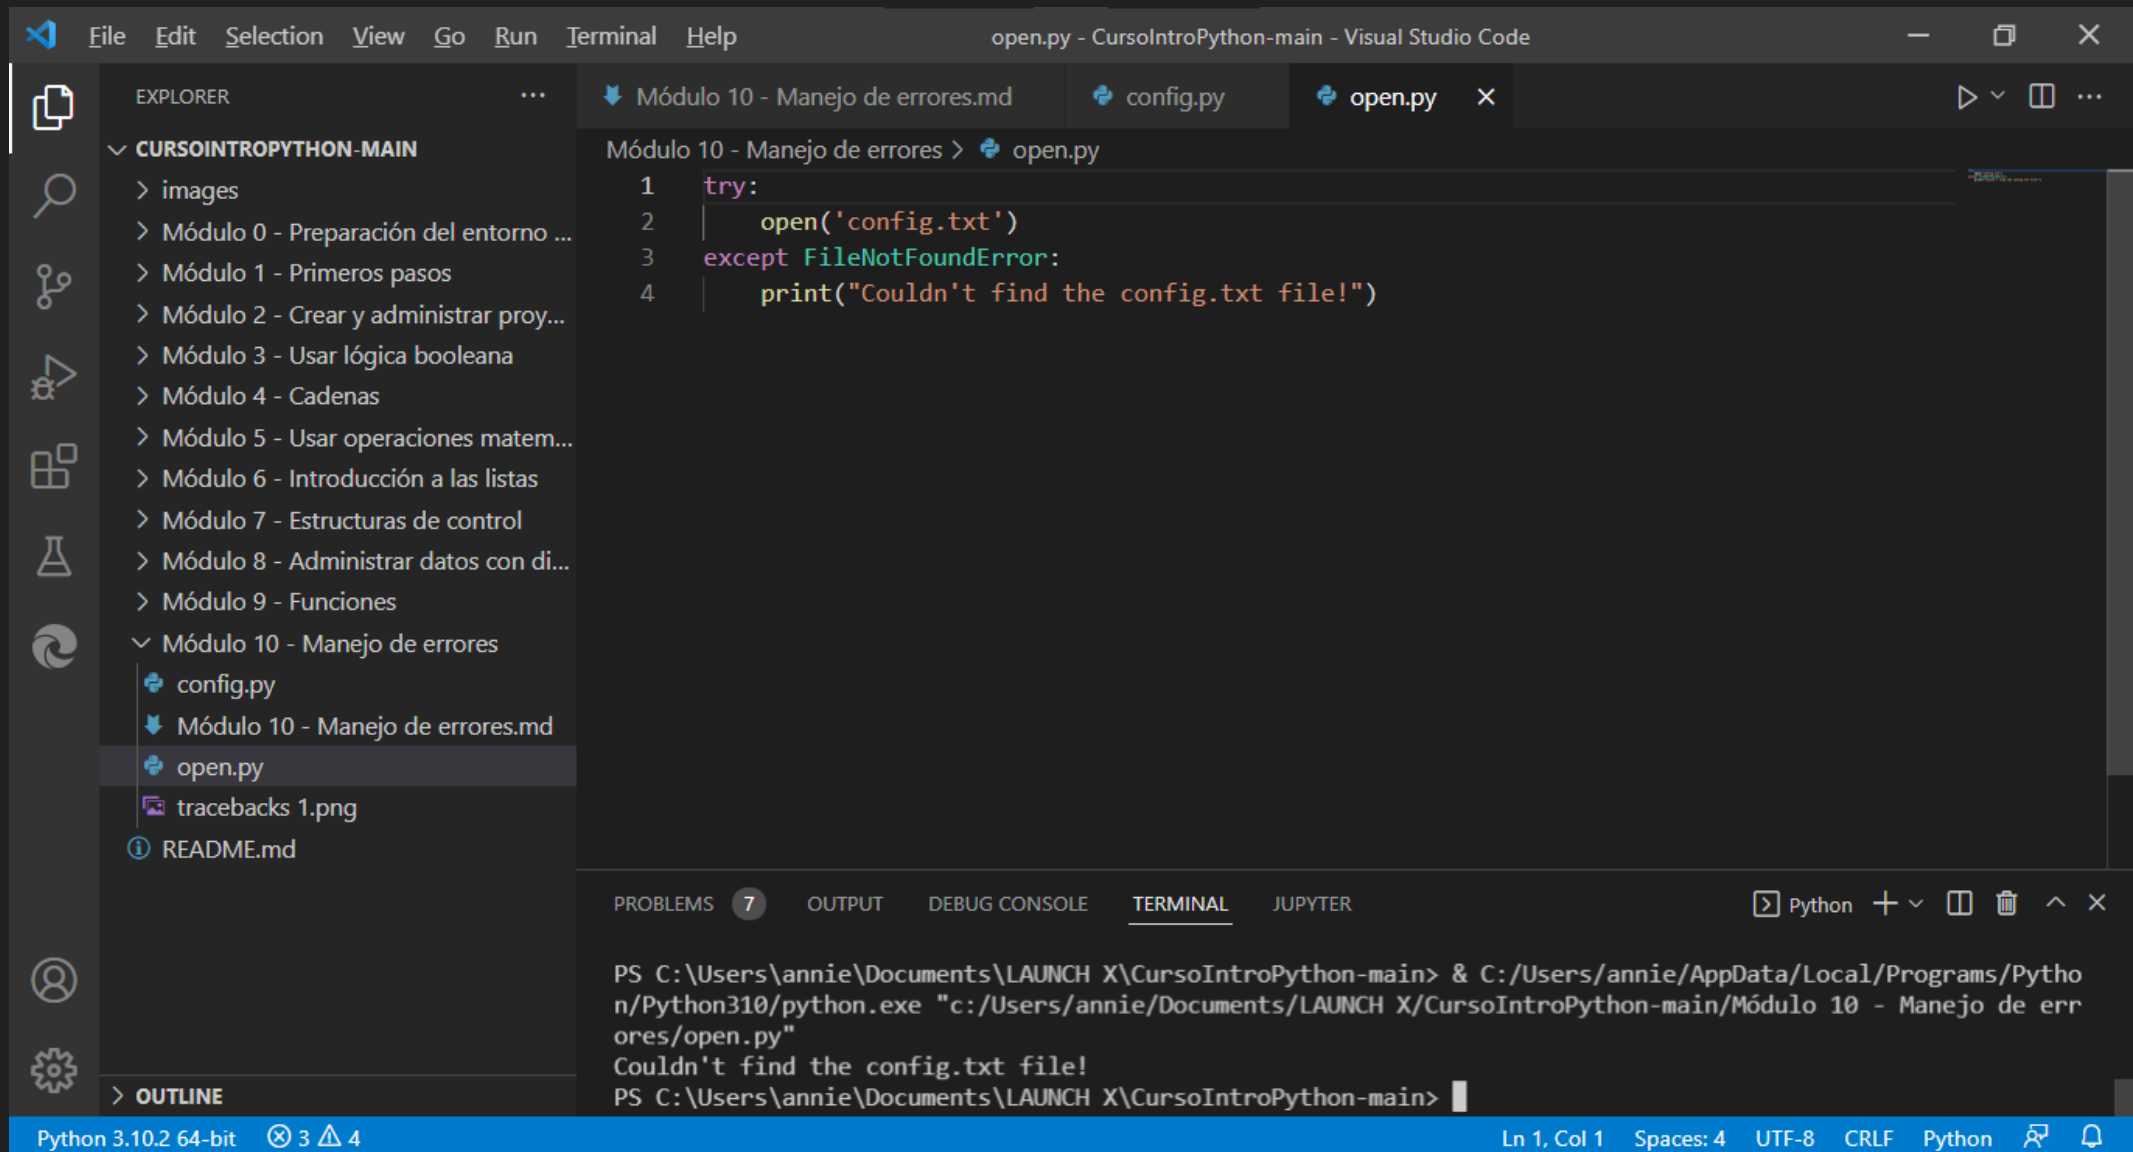 File Edit Selection View Go Run Terminal Help open.py - CursoIntroPython-main - Visual Studio Code
EXPLORER
Módulo 10 - Manejo de errores.md config.py open.py
CURSOINTROPYTHON-MAIN
images
Módulo 0 - Preparación del entorno ...
Módulo 1 - Primeros pasos
Módulo 2 - Crear y administrar proy...
Módulo 3 - Usar lógica booleana
Módulo 4 - Cadenas
Módulo 5 - Usar operaciones matem...
Módulo 6 - Introducción a las listas
Módulo 7 - Estructuras de control
Módulo 8 - Administrar datos con di...
Módulo 9 - Funciones
Módulo 10 - Manejo de errores
config.py
Módulo 10 - Manejo de errores.md
open.py
tracebacks 1.png
README.md
OUTLINE
Módulo 10 - Manejo de errores > open.py
1 try:
2 open('config.txt')
3 except FileNotFoundError:
4 print("Couldn't find the config.txt file!")
PROBLEMS 7 OUTPUT DEBUG CONSOLE TERMINAL JUPYTER Python
PS C:\Users\annie\Documents\LAUNCH X\CursoIntroPython-main> & C:/Users/annie/AppData/Local/Programs/Pytho
n/Python310/python.exe "c:/Users/annie/Documents/LAUNCH X/CursoIntroPython-main/Módulo 10 - Manejo de err
ores/open.py"
Couldn't find the config.txt file!
PS C:\Users\annie\Documents\LAUNCH X\CursoIntroPython-main>
Python 3.10.2 64-bit 3 4 Ln 1, Col 1 Spaces: 4 UTF-8 CRLF Python